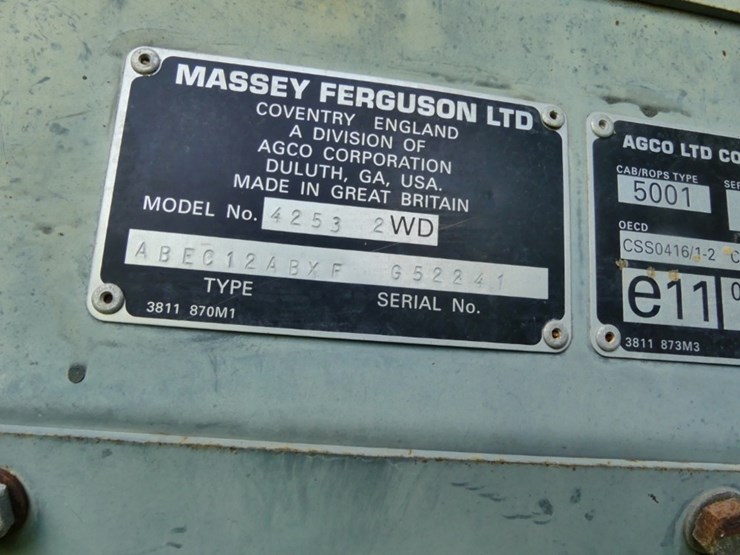 MASSEY FERGUSON LTD
COVENTRY ENGLAND
A DIVISION OF
AGCO CORPORATION
DULUTH, GA, USA.
MADE IN GREAT BRITAIN
MODEL No. 4253 2WD
ABEC12ABXF G52241
TYPE SERIAL No.
3811 870M1
AGCO LTD CO
CAB/ROPS TYPE SER
5001
OECD
CSS0416/1-2 C
e11 0
3811 873M3